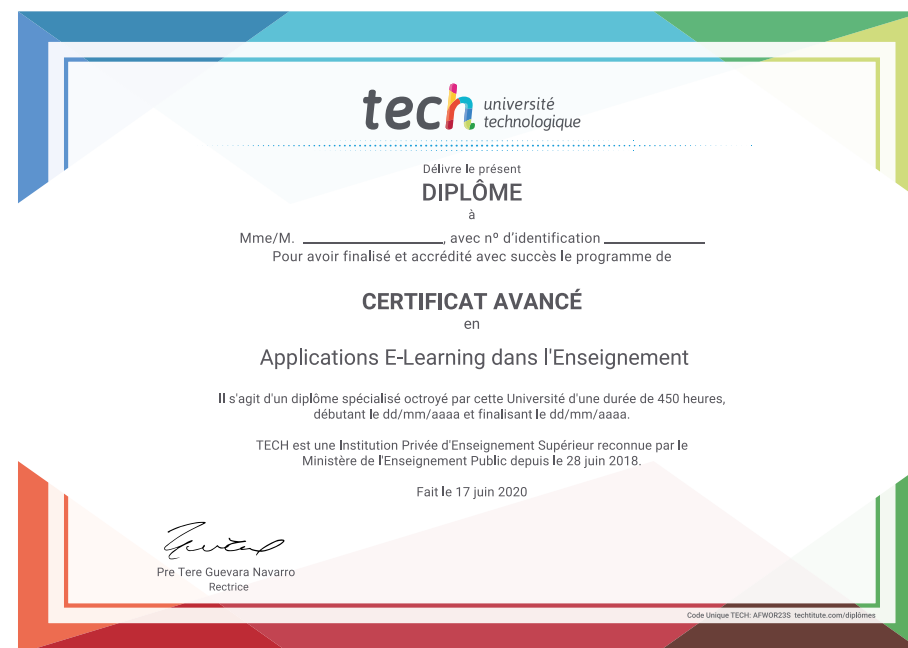 tech université
technologique
Délivre le présent
DIPLÔME
à
Mme/M. ____________________, avec nº d'identification ______________
Pour avoir finalisé et accrédité avec succès le programme de
CERTIFICAT AVANCÉ
en
Applications E-Learning dans l'Enseignement
Il s'agit d'un diplôme spécialisé octroyé par cette Université d'une durée de 450 heures,
débutant le dd/mm/aaaa et finalisant le dd/mm/aaaa.
TECH est une Institution Privée d'Enseignement Supérieur reconnue par le
Ministère de l'Enseignement Public depuis le 28 juin 2018.
Fait le 17 juin 2020
Pre Tere Guevara Navarro
Rectrice
Code Unique TECH: AFWOR23S techtitute.com/diplômes